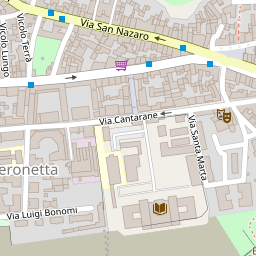 Via San Nazaro
Vicolo Lungo
Vicolo Terrà
Via Cantarane
Via Santa Marta
eronetta
Via Luigi Bonomi